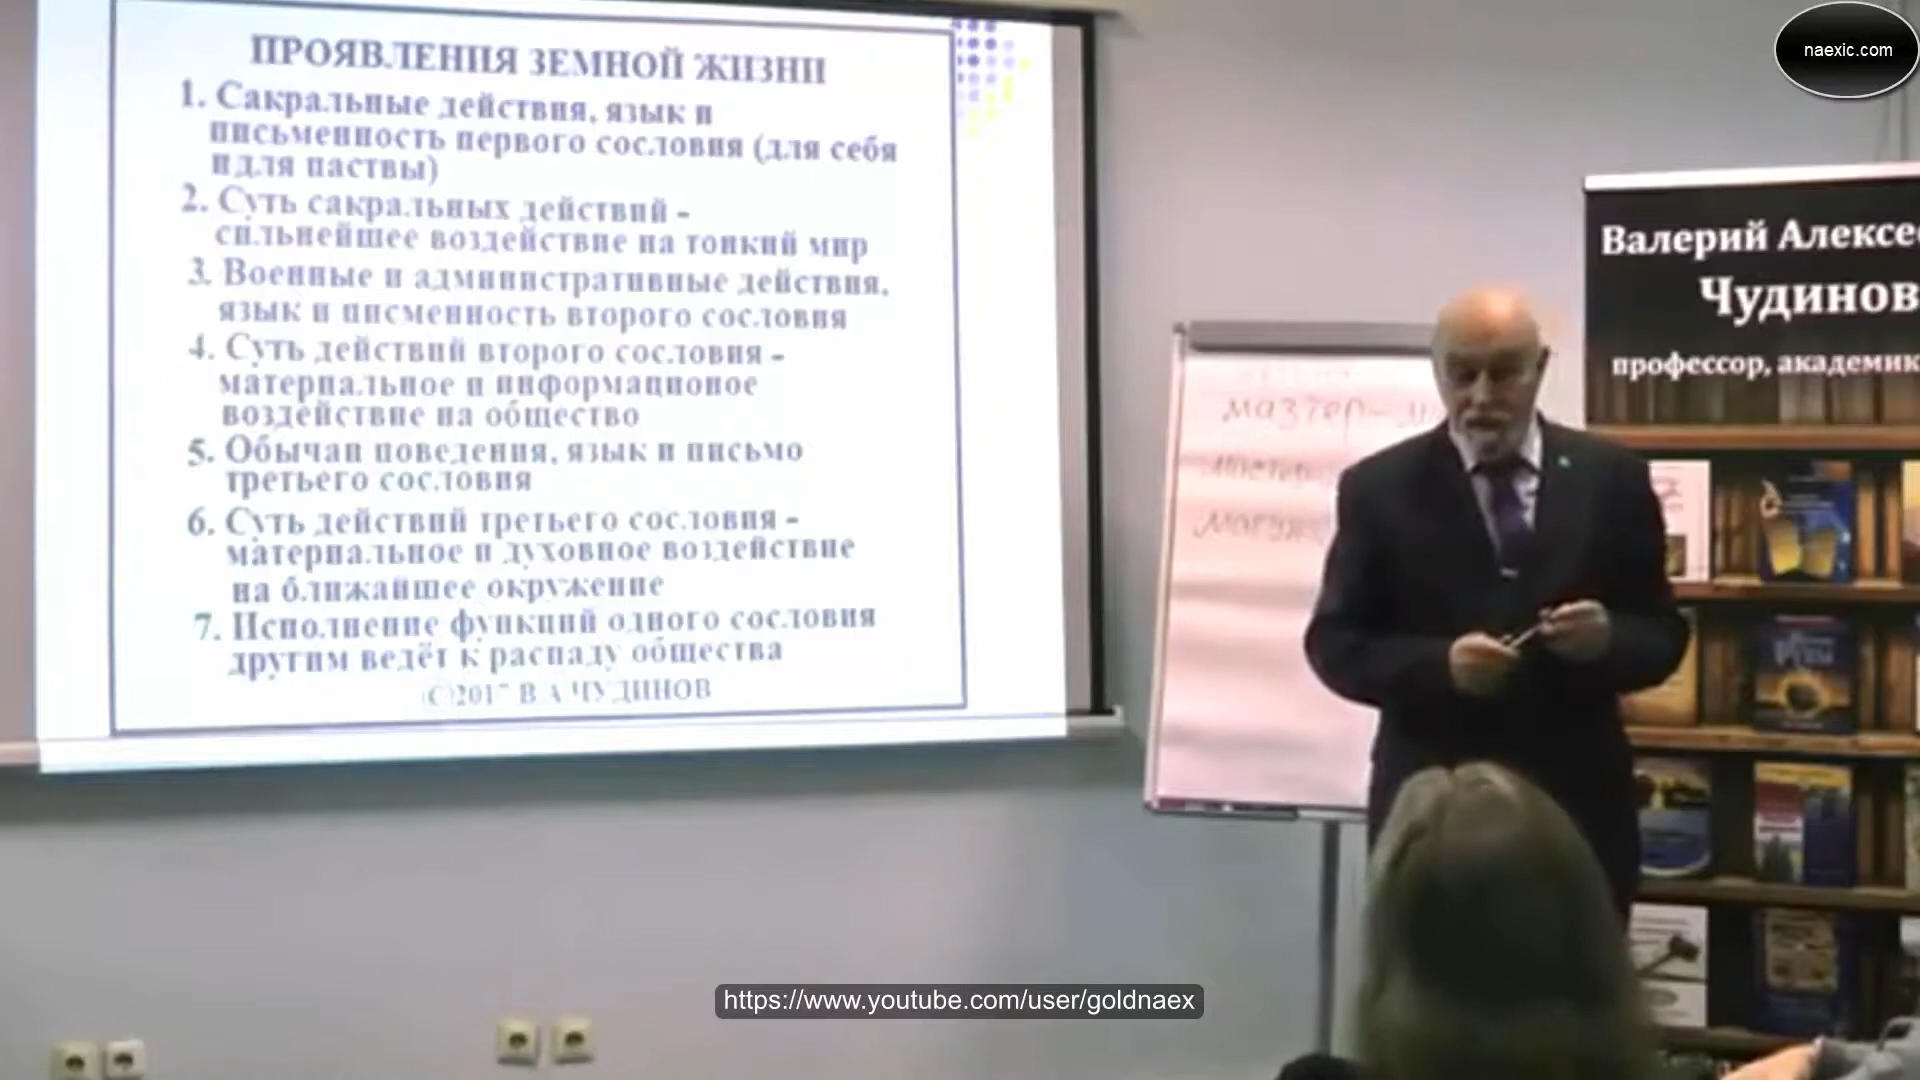 ПРОЯВЛЕНИЯ ЗЕМНОЙ ЖИЗНИ
1. Сакральные действия, язык и
письменность первого сословия (для себя
и для паствы)
2. Суть сакральных действий -
сильнейшее воздействие на тонкий мир
3. Военные и административные действия,
язык и писменность второго сословия
4. Суть действий второго сословия -
материальное и информационое
воздействие на общество
5. Обычаи поведения, язык и письмо
третьего сословия
6. Суть действий третьего сословия -
материальное и духовное воздействие
на ближайшее окружение
7. Исполнение функций одного сословия
другим ведёт к распаду общества
(С)2017 В.А.ЧУДИНОВ
мазтер-
naexic.com
Валерий Алексе
Чудинов
профессор, академик
https://www.youtube.com/user/goldnaex